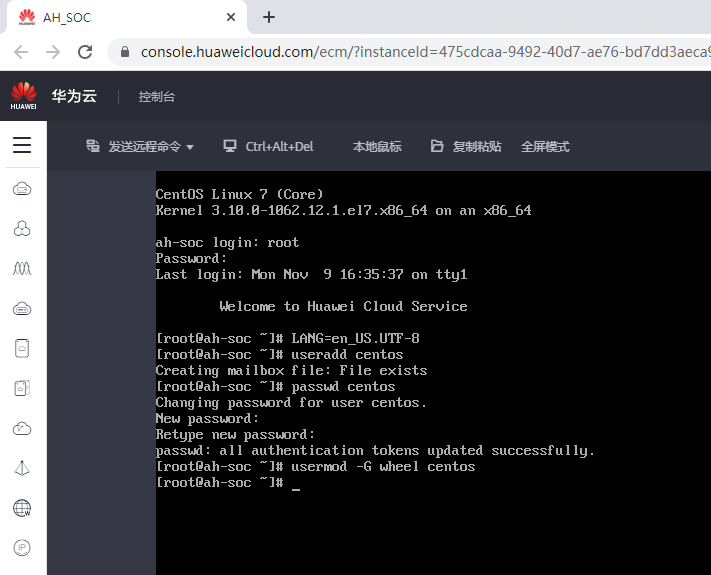 AH_SOC
console.huaweicloud.com/ecm/?instanceId=475cdcaa-9492-40d7-ae76-bd7dd3aeca9
HUAWEI
华为云
控制台
发送远程命令
Ctrl+Alt+Del
本地鼠标
复制粘贴
全屏模式
CentOS Linux 7 (Core)
Kernel 3.10.0-1062.12.1.el7.x86_64 on an x86_64
ah-soc login: root
Password:
Last login: Mon Nov  9 16:35:37 on tty1
Welcome to Huawei Cloud Service
[root@ah-soc ~]# LANG=en_US.UTF-8
[root@ah-soc ~]# useradd centos
Creating mailbox file: File exists
[root@ah-soc ~]# passwd centos
Changing password for user centos.
New password:
Retype new password:
passwd: all authentication tokens updated successfully.
[root@ah-soc ~]# usermod -G wheel centos
[root@ah-soc ~]# _
IP